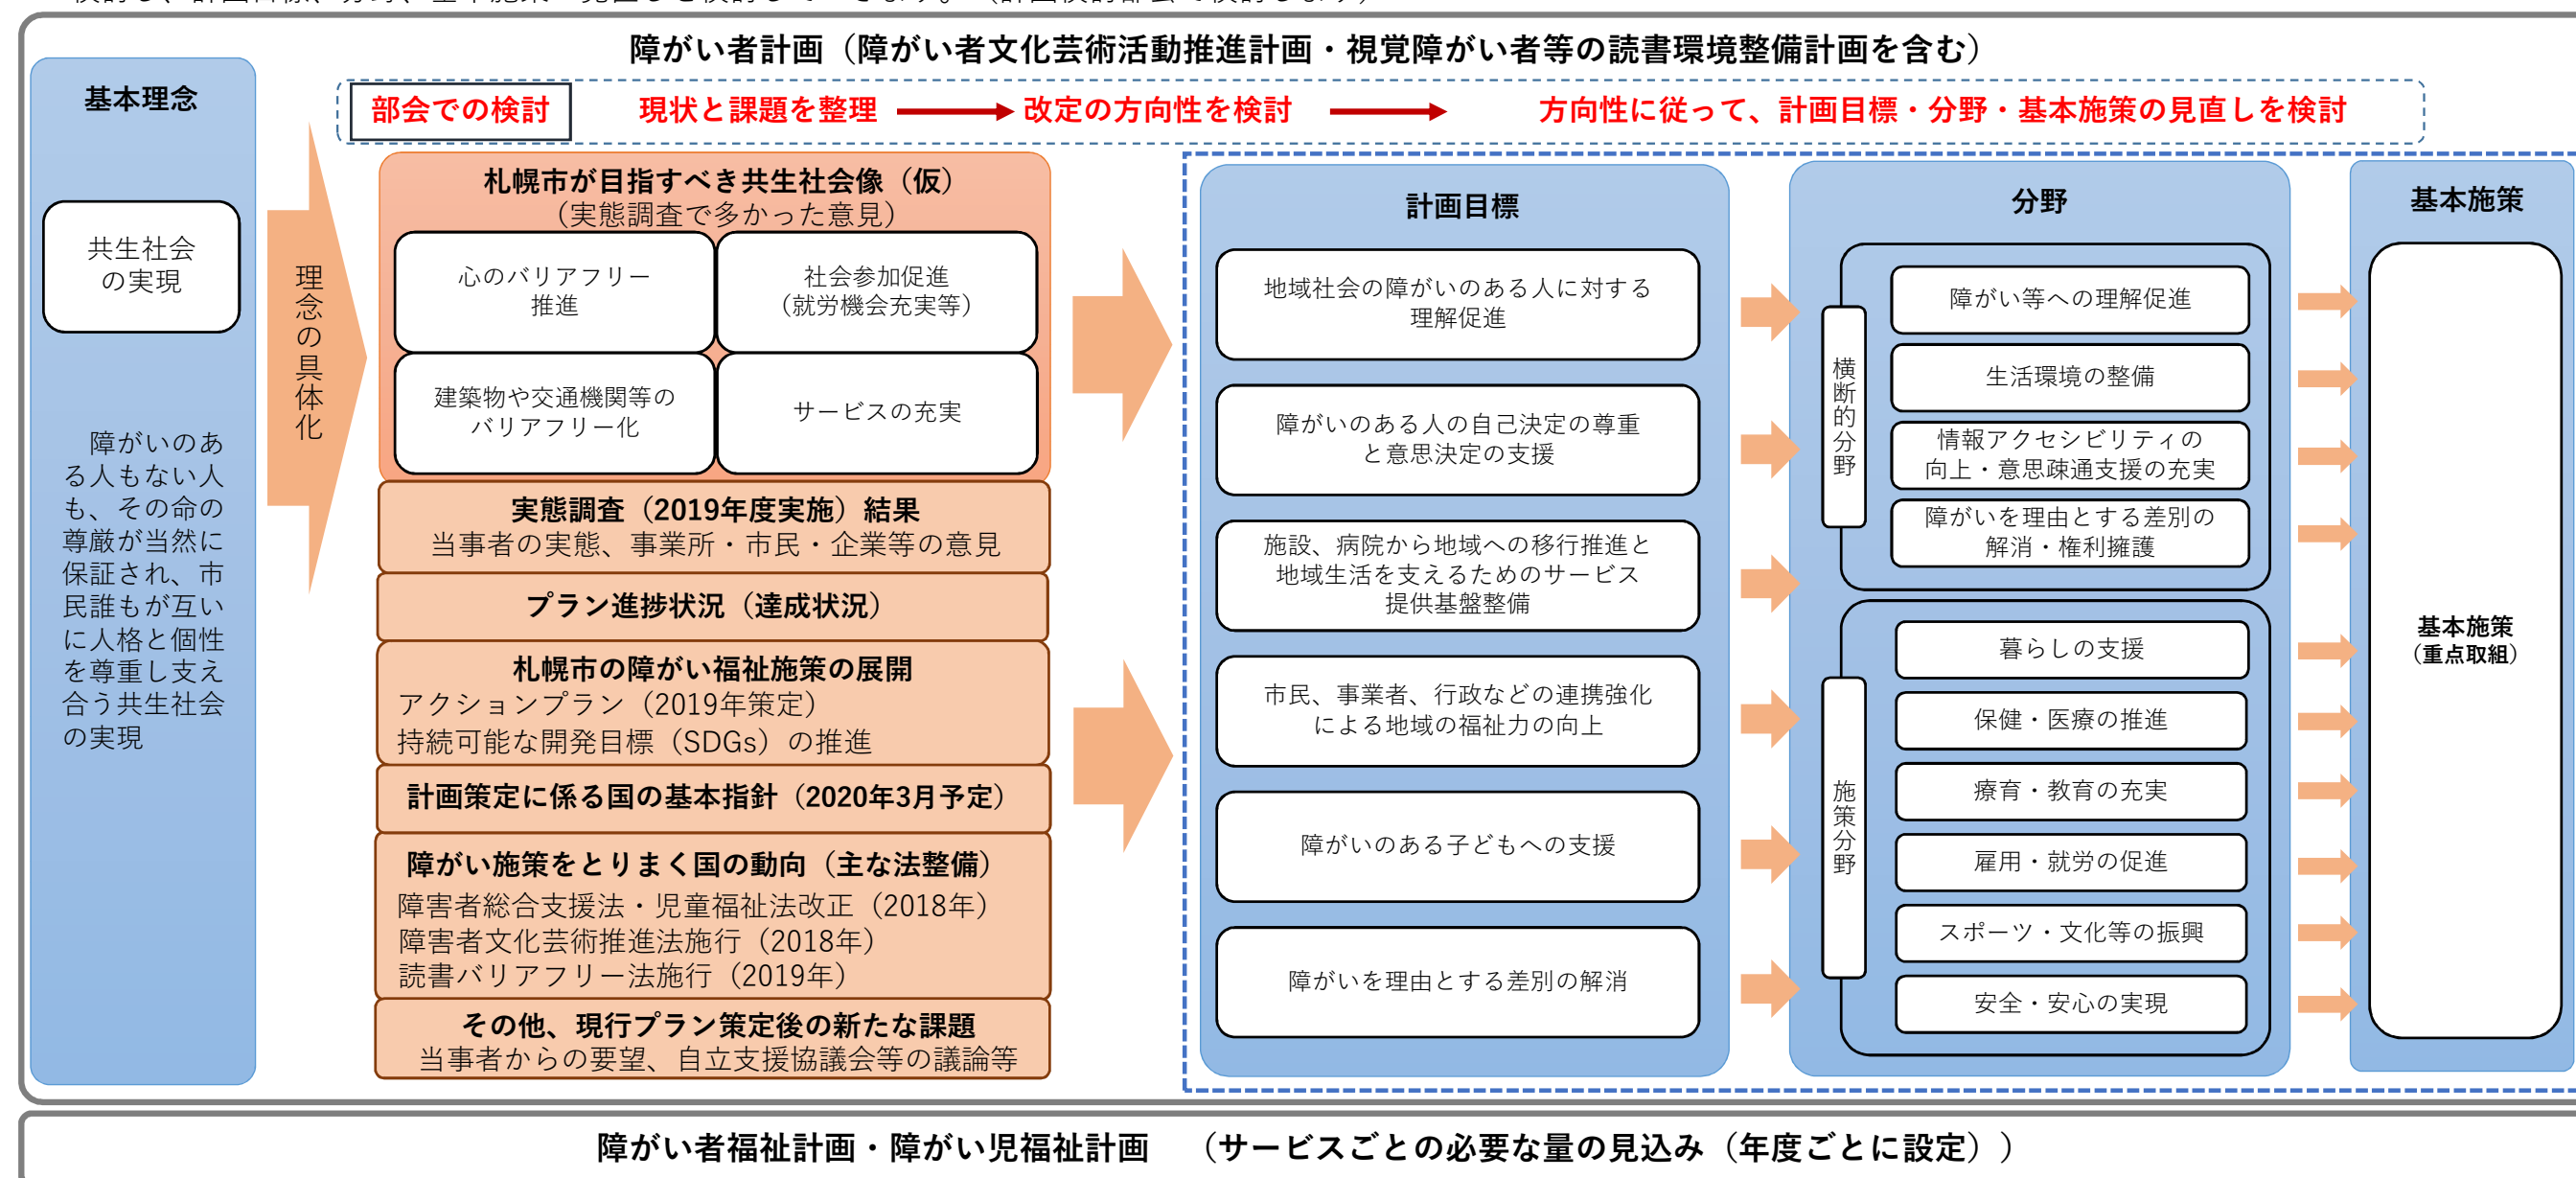 検討し、計画目標、分野、基本施策の見直しを検討していきます。（計画検討部会で検討します）
障がい者計画（障がい者文化芸術活動推進計画・視覚障がい者等の読書環境整備計画を含む）
部会での検討
現状と課題を整理
改定の方向性を検討
方向性に従って、計画目標・分野・基本施策の見直しを検討
基本理念
共生社会
の実現
障がいのあ
る人もない人
も、その命の
尊厳が当然に
保証され、市
民誰もが互い
に人格と個性
を尊重し支え
合う共生社会
の実現
理念の具体化
札幌市が目指すべき共生社会像（仮）
（実態調査で多かった意見）
心のバリアフリー
推進
社会参加促進
（就労機会充実等）
建築物や交通機関等の
バリアフリー化
サービスの充実
実態調査（2019年度実施）結果
当事者の実態、事業所・市民・企業等の意見
プラン進捗状況（達成状況）
札幌市の障がい福祉施策の展開
アクションプラン（2019年策定）
持続可能な開発目標（SDGs）の推進
計画策定に係る国の基本指針（2020年3月予定）
障がい施策をとりまく国の動向（主な法整備）
障害者総合支援法・児童福祉法改正（2018年）
障害者文化芸術推進法施行（2018年）
読書バリアフリー法施行（2019年）
その他、現行プラン策定後の新たな課題
当事者からの要望、自立支援協議会等の議論等
計画目標
地域社会の障がいのある人に対する
理解促進
障がいのある人の自己決定の尊重
と意思決定の支援
施設、病院から地域への移行推進と
地域生活を支えるためのサービス
提供基盤整備
市民、事業者、行政などの連携強化
による地域の福祉力の向上
障がいのある子どもへの支援
障がいを理由とする差別の解消
分野
横断的分野
障がい等への理解促進
生活環境の整備
情報アクセシビリティの
向上・意思疎通支援の充実
障がいを理由とする差別の
解消・権利擁護
施策分野
暮らしの支援
保健・医療の推進
療育・教育の充実
雇用・就労の促進
スポーツ・文化等の振興
安全・安心の実現
基本施策
基本施策
（重点取組）
障がい者福祉計画・障がい児福祉計画　（サービスごとの必要な量の見込み（年度ごとに設定））